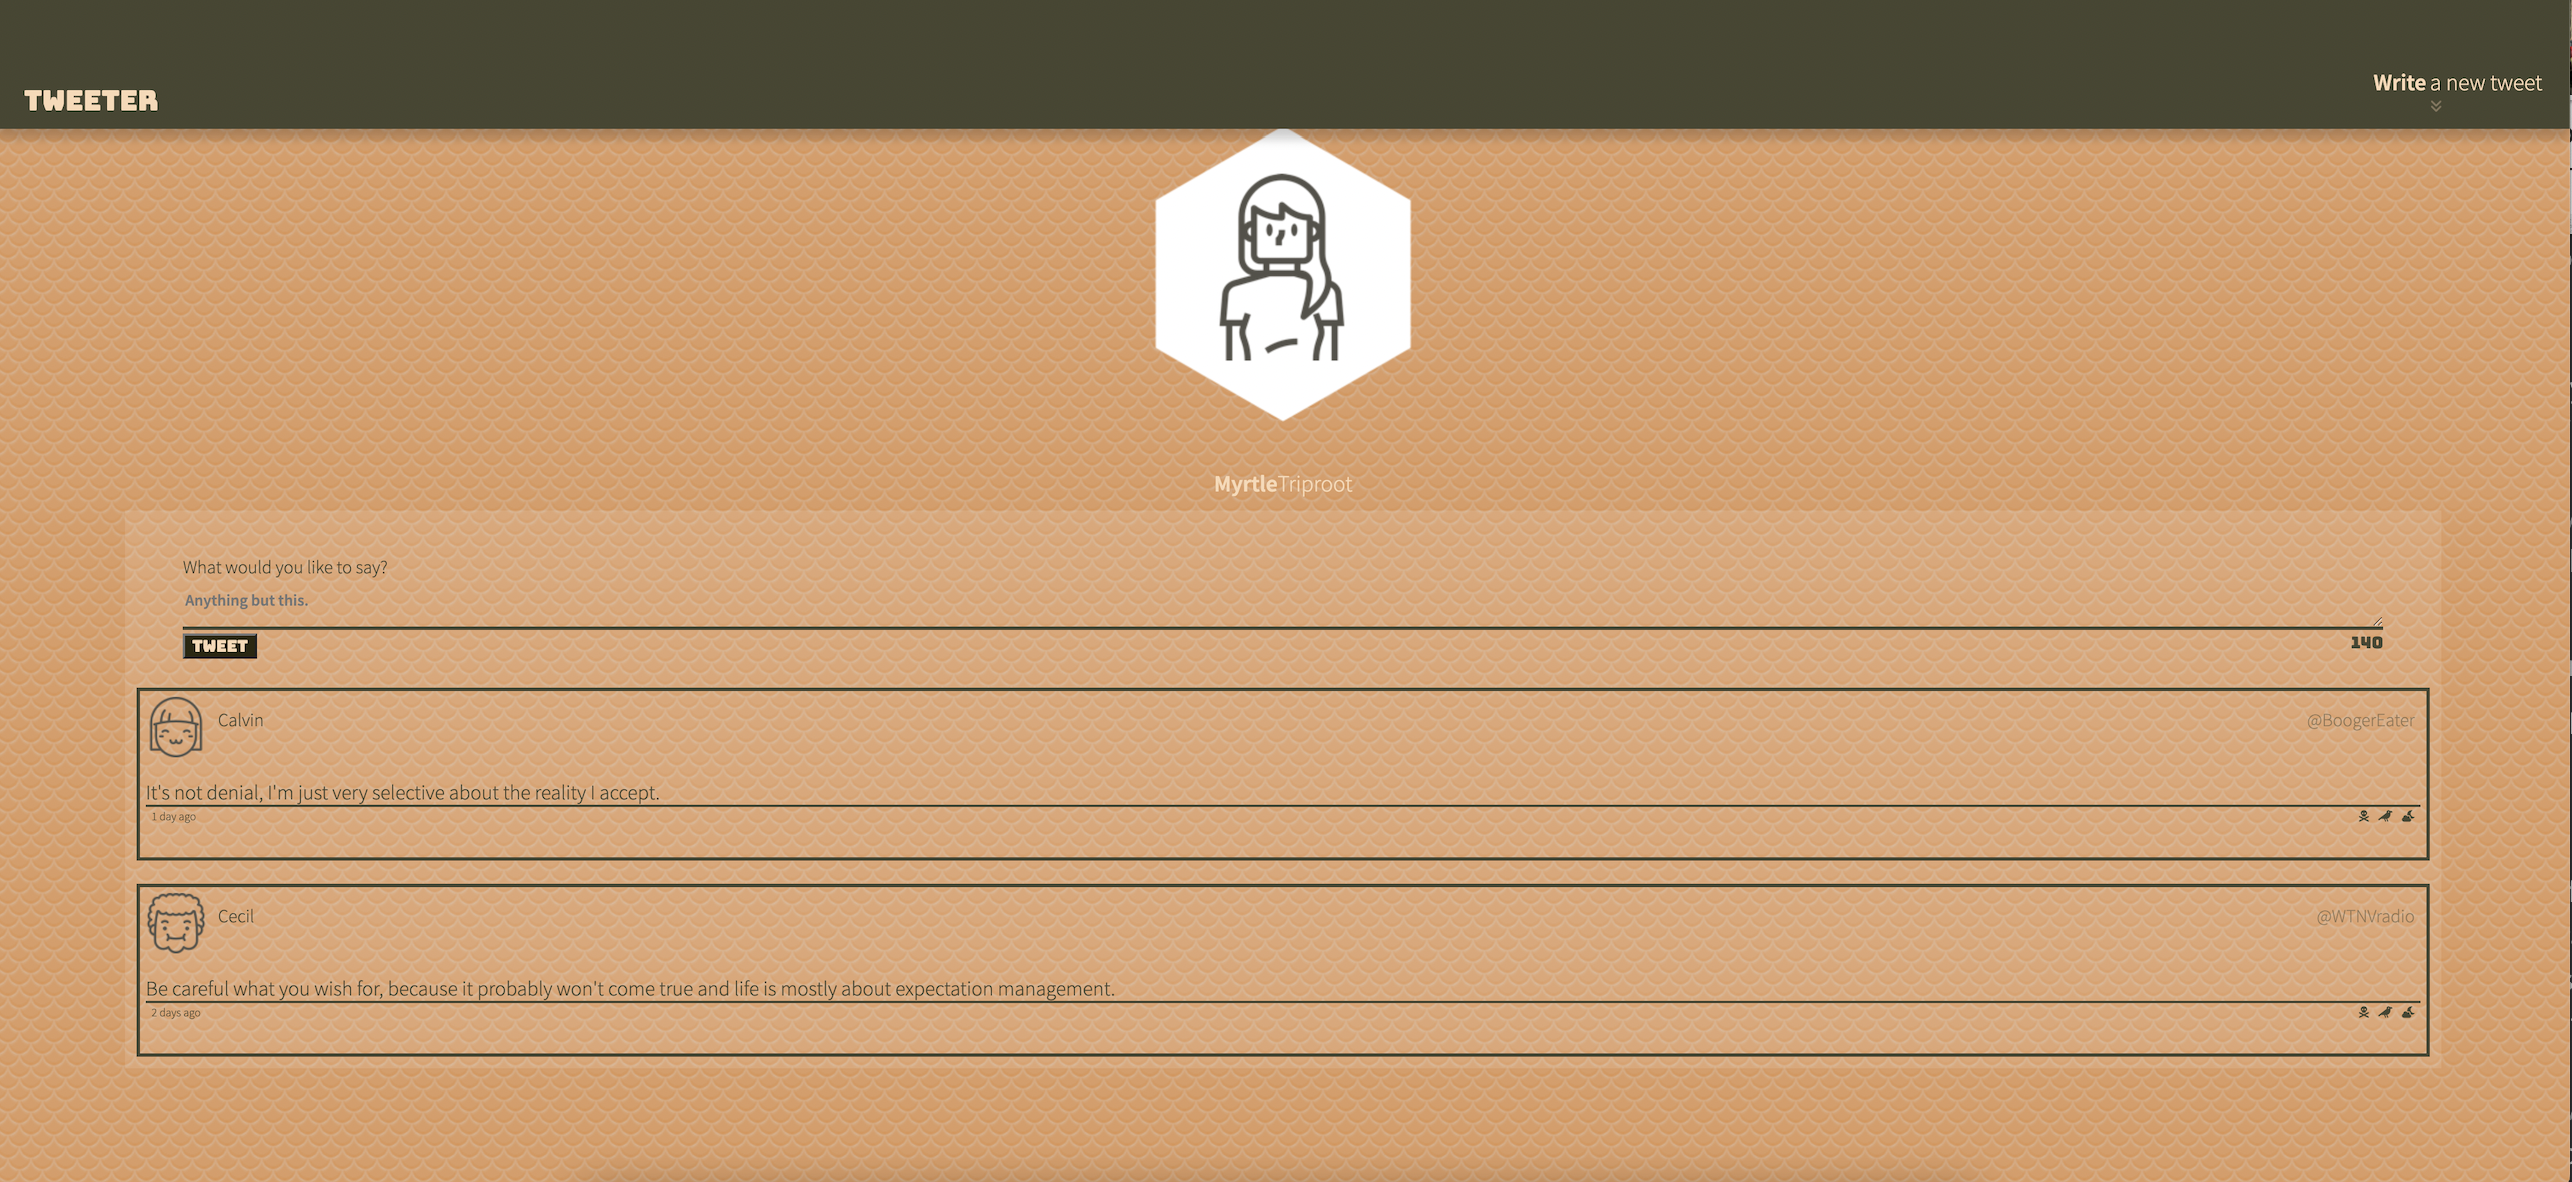 TWEETER
Write a new tweet
MyrtleTriproot
What would you like to say?
Anything but this.
TWEET
140
Calvin
@BoogerEater
It's not denial, I'm just very selective about the reality I accept.
1 day ago
Cecil
@WTNVradio
Be careful what you wish for, because it probably won't come true and life is mostly about expectation management.
2 days ago